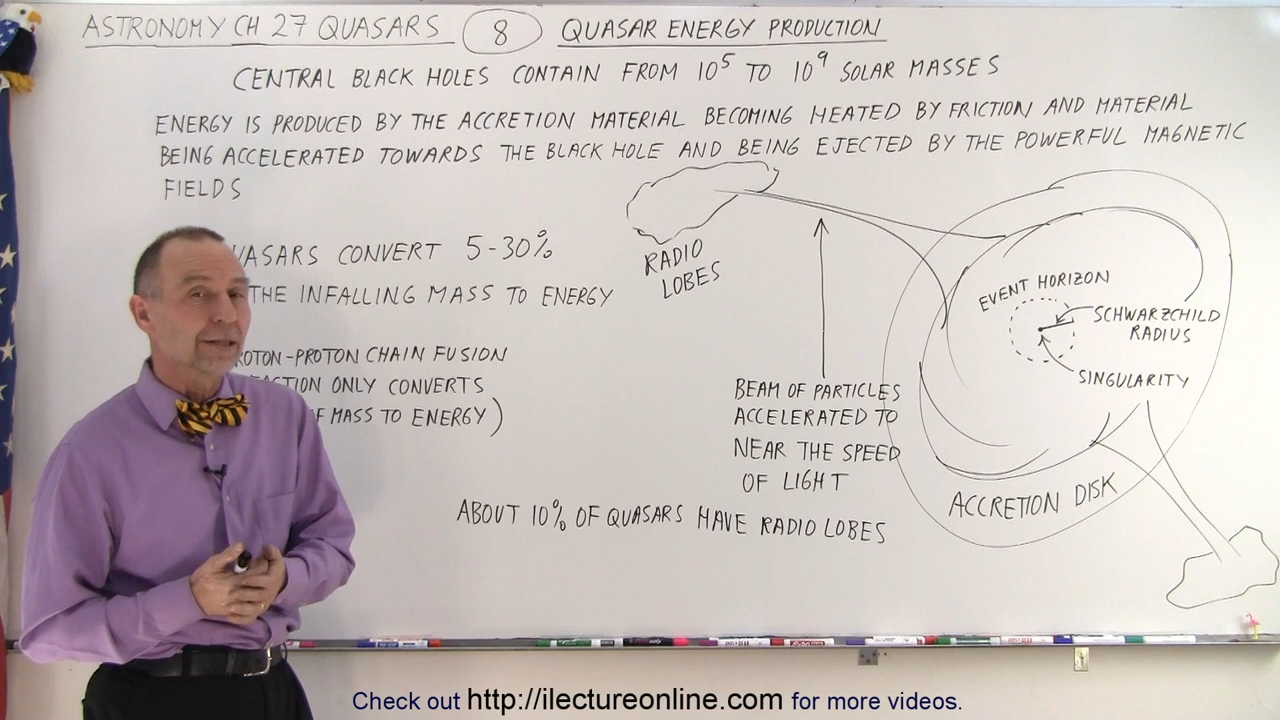 ASTRONOMY CH 27 QUASARS 8 QUASAR ENERGY PRODUCTION
CENTRAL BLACK HOLES CONTAIN FROM 10⁵ TO 10⁹ SOLAR MASSES
ENERGY IS PRODUCED BY THE ACCRETION MATERIAL BECOMING HEATED BY FRICTION AND MATERIAL
BEING ACCELERATED TOWARDS THE BLACK HOLE AND BEING EJECTED BY THE POWERFUL MAGNETIC
FIELDS
UASARS CONVERT 5-30%
THE INFALLING MASS TO ENERGY
ROTON-PROTON CHAIN FUSION
ACTION ONLY CONVERTS
OF MASS TO ENERGY)
RADIO
LOBES
EVENT HORIZON
SCHWARZCHILD
RADIUS
SINGULARITY
BEAM OF PARTICLES
ACCELERATED TO
NEAR THE SPEED
OF LIGHT
ACCRETION DISK
ABOUT 10% OF QUASARS HAVE RADIO LOBES
Check out http://ilectureonline.com for more videos.